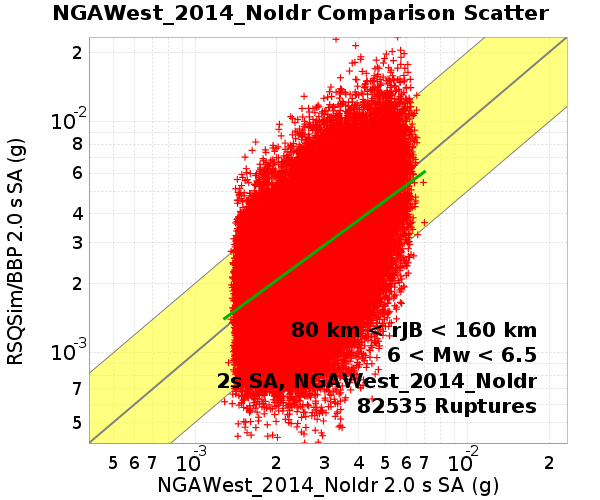 NGAWest_2014_NoIdr Comparison Scatter
RSQSim/BBP 2.0 s SA (g)
2
10-2
8
6
4
3
2
10-3
7
5
80 km < rJB < 160 km
6 < Mw < 6.5
2s SA, NGAWest_2014_NoIdr
82535 Ruptures
5 6 7 10-3 2 3 4 5 6 7 10-2 2
NGAWest_2014_NoIdr 2.0 s SA (g)